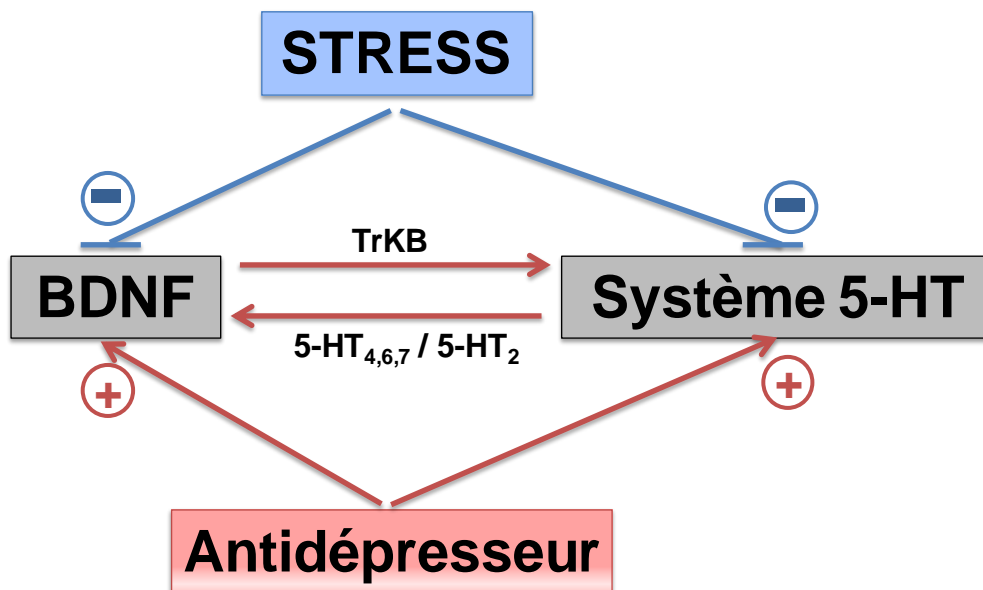 STRESS
TrKB
BDNF
Système 5-HT
5-HT4,6,7 / 5-HT2
+
+
Antidépresseur